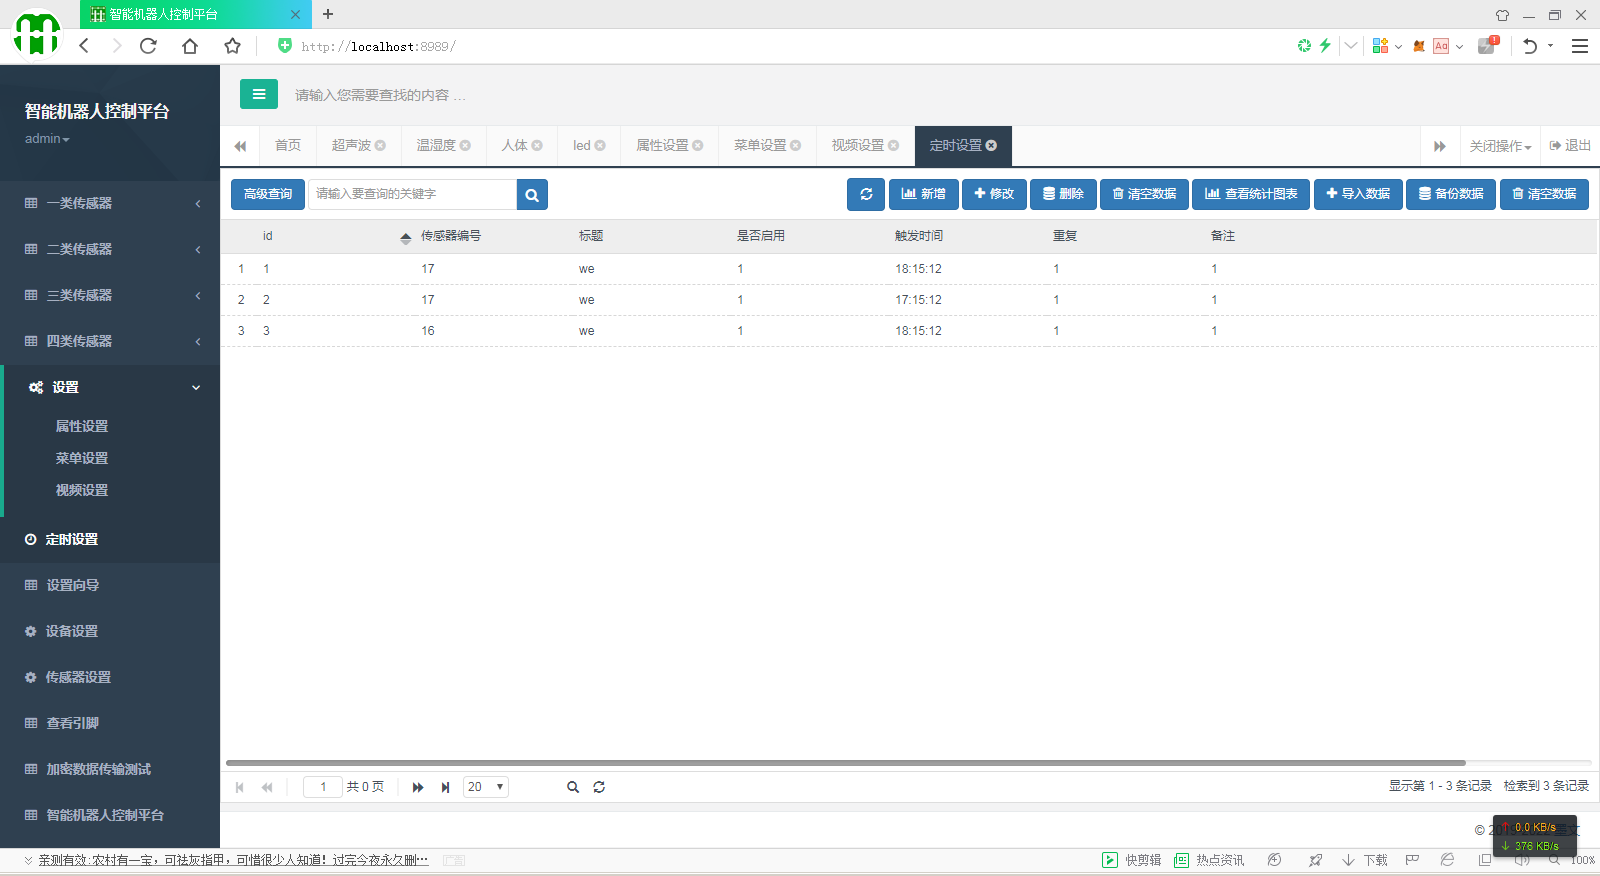 智能机器人控制平台
http://localhost:8989/
智能机器人控制平台
admin
请输入您需要查找的内容 ...
首页 超声波 温湿度 人体 led 属性设置 菜单设置 视频设置 定时设置 关闭操作 退出
高级查询 请输入要查询的关键字 新增 修改 删除 清空数据 查看统计图表 导入数据 备份数据 清空数据
id 传感器编号 标题 是否启用 触发时间 重复 备注
1 1 17 we 1 18:15:12 1 1
2 2 17 we 1 17:15:12 1 1
3 3 16 we 1 18:15:12 1 1
一类传感器
二类传感器
三类传感器
四类传感器
设置
属性设置
菜单设置
视频设置
定时设置
设置向导
设备设置
传感器设置
查看引脚
加密数据传输测试
智能机器人控制平台
1 共 0 页 20 显示第 1 - 3 条记录 检索到 3 条记录
0.0 KB/s
376 KB/s
亲测有效:农村有一宝，可祛灰指甲，可惜很少人知道！过完今夜永久删… 广告 快剪辑 热点资讯 下载 100%